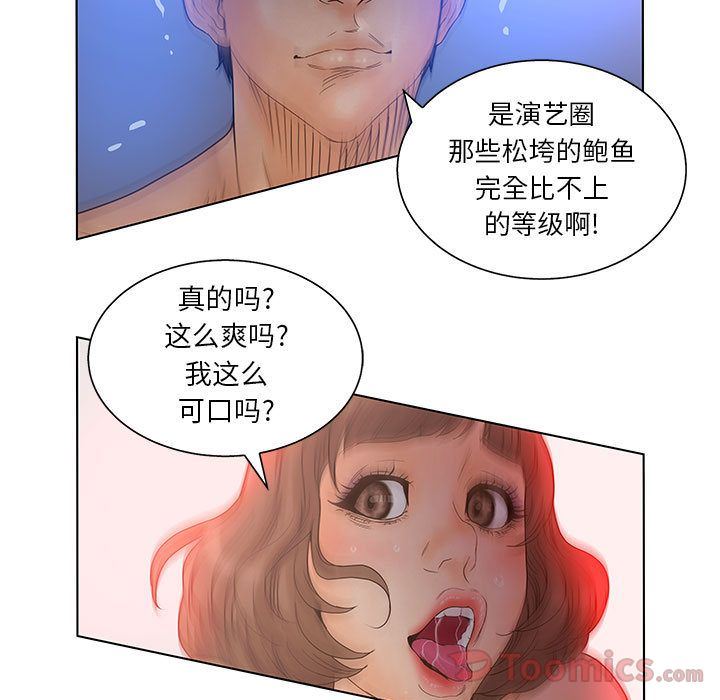 是演艺圈
那些松垮的鲍鱼
完全比不上
的等级啊!
真的吗?
这么爽吗?
我这么
可口吗?
Toomics.com